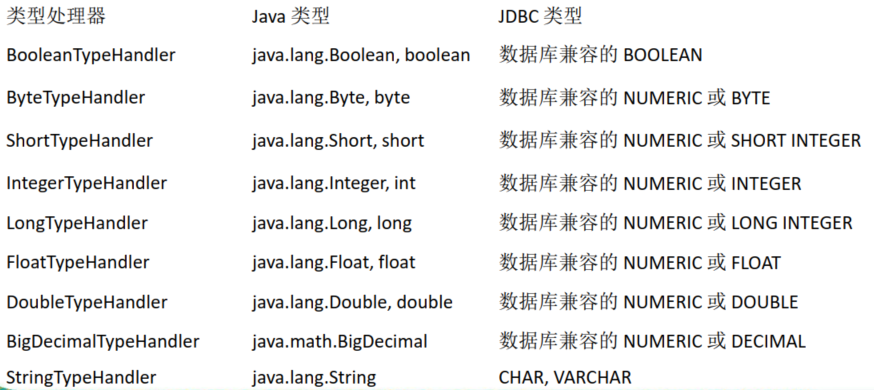 类型处理器 Java 类型 JDBC 类型
BooleanTypeHandler java.lang.Boolean, boolean 数据库兼容的 BOOLEAN
ByteTypeHandler java.lang.Byte, byte 数据库兼容的 NUMERIC 或 BYTE
ShortTypeHandler java.lang.Short, short 数据库兼容的 NUMERIC 或 SHORT INTEGER
IntegerTypeHandler java.lang.Integer, int 数据库兼容的 NUMERIC 或 INTEGER
LongTypeHandler java.lang.Long, long 数据库兼容的 NUMERIC 或 LONG INTEGER
FloatTypeHandler java.lang.Float, float 数据库兼容的 NUMERIC 或 FLOAT
DoubleTypeHandler java.lang.Double, double 数据库兼容的 NUMERIC 或 DOUBLE
BigDecimalTypeHandler java.math.BigDecimal 数据库兼容的 NUMERIC 或 DECIMAL
StringTypeHandler java.lang.String CHAR, VARCHAR